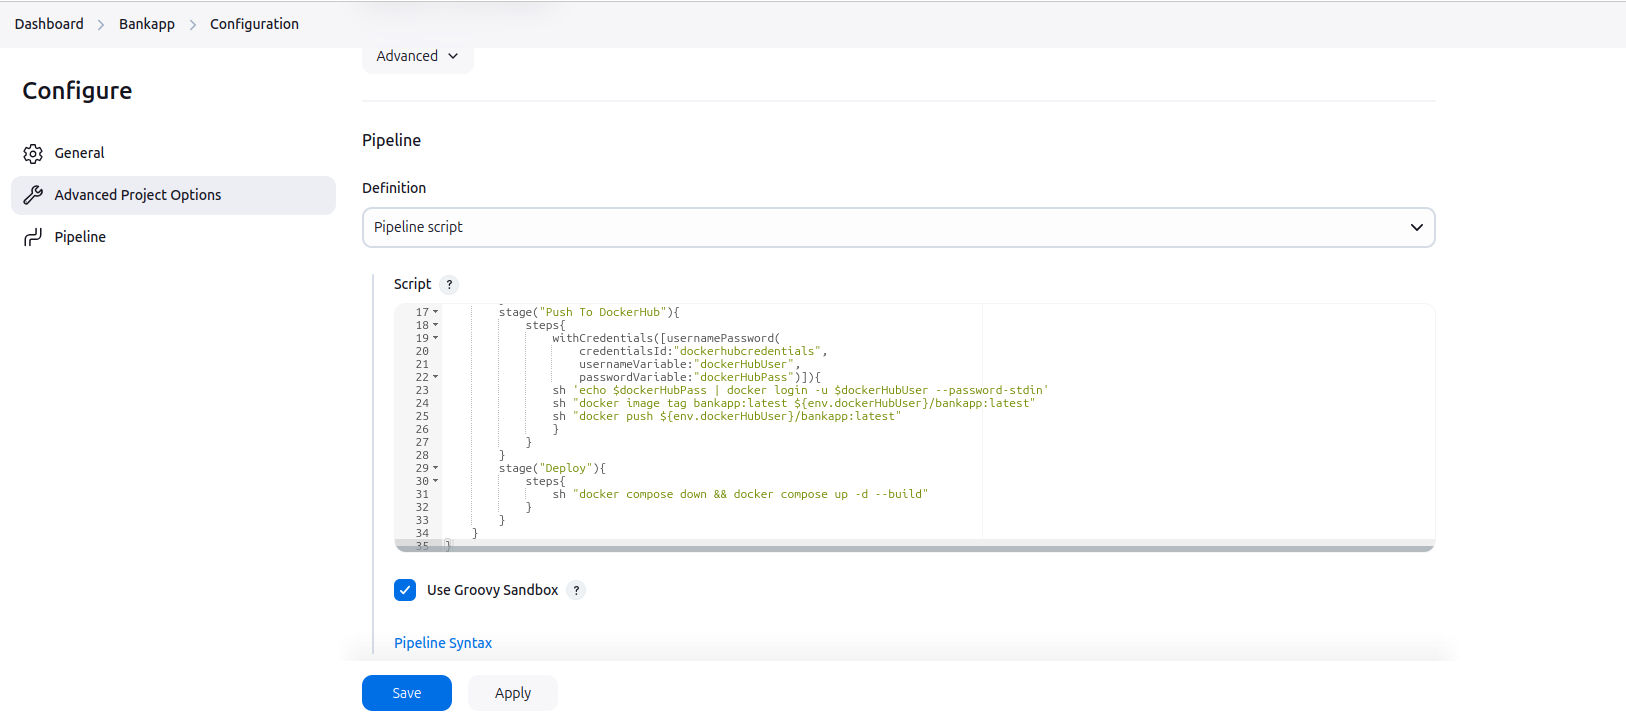 Dashboard > Bankapp > Configuration
Advanced
Configure
General
Advanced Project Options
Pipeline
Pipeline
Definition
Pipeline script
Script ?
17 stage("Push To DockerHub"){
18 steps{
19 withCredentials([usernamePassword(
20 credentialsId:"dockerhubcredentials",
21 usernameVariable:"dockerHubUser",
22 passwordVariable:"dockerHubPass")]){
23 sh 'echo $dockerHubPass | docker login -u $dockerHubUser --password-stdin'
24 sh "docker image tag bankapp:latest ${env.dockerHubUser}/bankapp:latest"
25 sh "docker push ${env.dockerHubUser}/bankapp:latest"
26 }
27 }
28 }
29 stage("Deploy"){
30 steps{
31 sh "docker compose down && docker compose up -d --build"
32 }
33 }
34 }
35 }
Use Groovy Sandbox ?
Pipeline Syntax
Save Apply